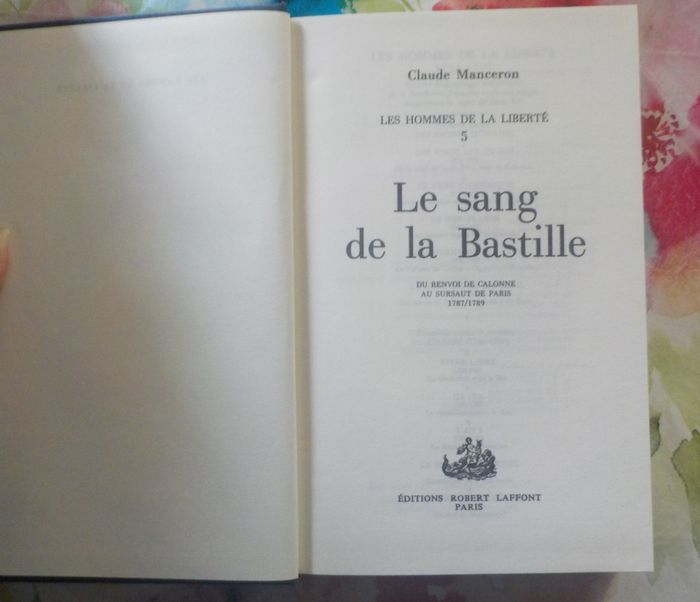 Claude Manceron
LES HOMMES DE LA LIBERTÉ
5
Le sang
de la Bastille
DU RENVOI DE CALONNE
AU SURSAUT DE PARIS
1787/1789
ÉDITIONS ROBERT LAFFONT
PARIS